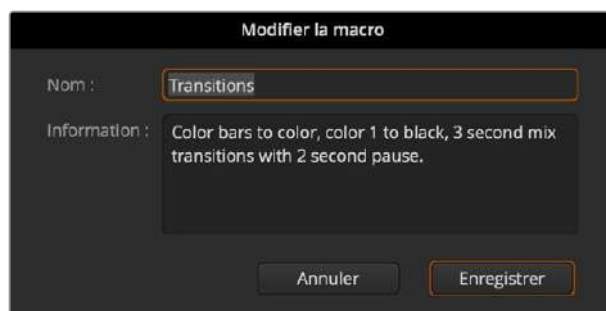 Modifier la macro
Nom :
Transitions
Information :
Color bars to color, color 1 to black, 3 second mix
transitions with 2 second pause.
Annuler
Enregistrer